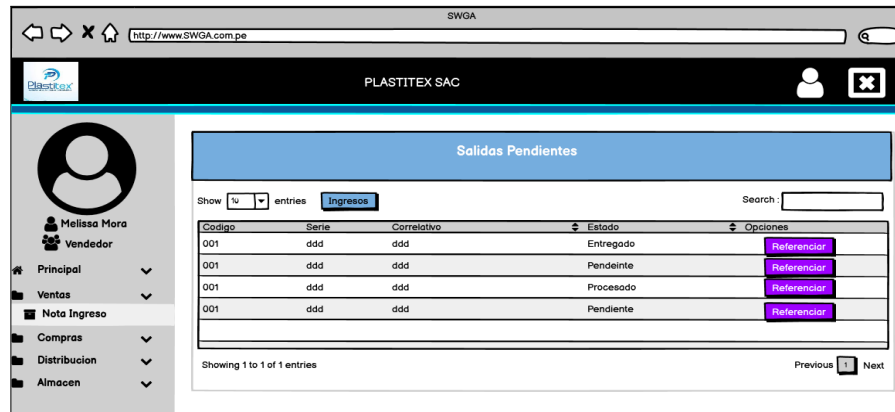 SWGA
http://www.SWGA.com.pe
Plastitex
PLASTITEX SAC
Melissa Mora
Vendedor
Principal
Ventas
Nota Ingreso
Compras
Distribucion
Almacen
Salidas Pendientes
Show 10 entries Ingresos Search :
Codigo Serie Correlativo Estado Opciones
001 ddd ddd Entregado Referenciar
001 ddd ddd Pendeinte Referenciar
001 ddd ddd Procesado Referenciar
001 ddd ddd Pendiente Referenciar
Showing 1 to 1 of 1 entries Previous 1 Next